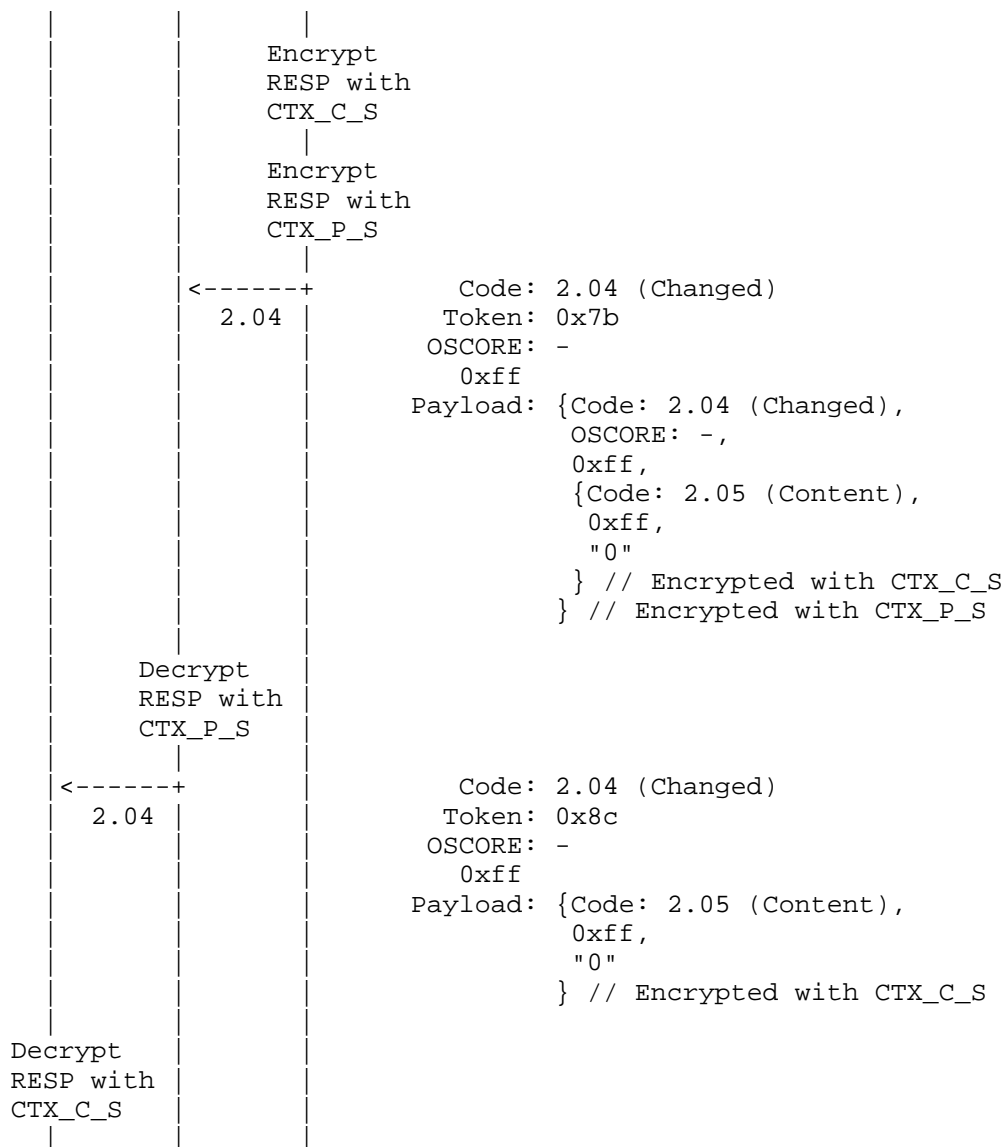 Encrypt
RESP with
CTX_C_S
Encrypt
RESP with
CTX_P_S
<------+ Code: 2.04 (Changed)
2.04 Token: 0x7b
OSCORE: -
0xff
Payload: {Code: 2.04 (Changed),
OSCORE: -,
0xff,
{Code: 2.05 (Content),
0xff,
"0"
} // Encrypted with CTX_C_S
} // Encrypted with CTX_P_S
Decrypt
RESP with
CTX_P_S
<------+ Code: 2.04 (Changed)
2.04 Token: 0x8c
OSCORE: -
0xff
Payload: {Code: 2.05 (Content),
0xff,
"0"
} // Encrypted with CTX_C_S
Decrypt
RESP with
CTX_C_S